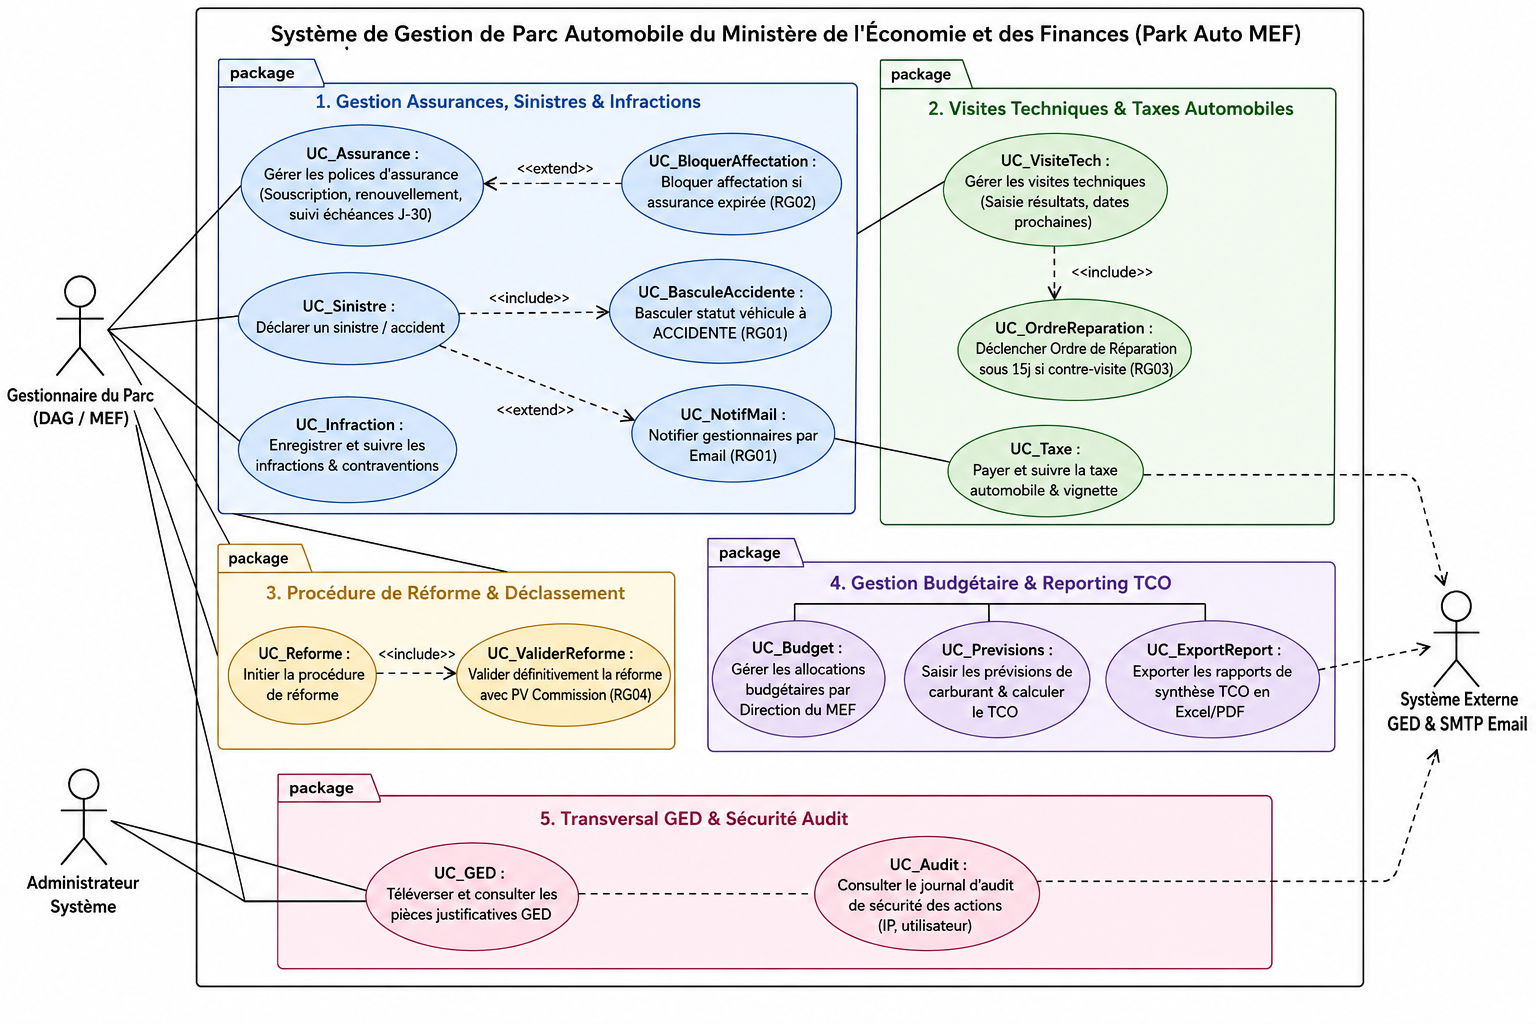 Système de Gestion de Parc Automobile du Ministère de l'Économie et des Finances (Park Auto MEF)
package
1. Gestion Assurances, Sinistres & Infractions
UC_Assurance :
Gérer les polices d'assurance
(Souscription, renouvellement,
suivi échéances J-30)
<<extend>>
UC_BloquerAffectation :
Bloquer affectation si
assurance expirée (RG02)
UC_Sinistre :
Déclarer un sinistre / accident
<<include>>
UC_BasculeAccidente :
Basculer statut véhicule à
ACCIDENTE (RG01)
<<extend>>
UC_Infraction :
Enregistrer et suivre les
infractions & contraventions
UC_NotifMail :
Notifier gestionnaires par
Email (RG01)
package
2. Visites Techniques & Taxes Automobiles
UC_VisiteTech :
Gérer les visites techniques
(Saisie résultats, dates
prochaines)
<<include>>
UC_OrdreReparation :
Déclencher Ordre de Réparation
sous 15j si contre-visite (RG03)
UC_Taxe :
Payer et suivre la taxe
automobile & vignette
Gestionnaire du Parc
(DAG / MEF)
package
3. Procédure de Réforme & Déclassement
UC_Reforme :
Initier la procédure
de réforme
<<include>>
UC_ValiderReforme :
Valider définitivement la réforme
avec PV Commission (RG04)
package
4. Gestion Budgétaire & Reporting TCO
UC_Budget :
Gérer les allocations
budgétaires par
Direction du MEF
UC_Previsions :
Saisir les prévisions de
carburant & calculer
le TCO
UC_ExportReport :
Exporter les rapports de
synthèse TCO en
Excel/PDF
Système Externe
GED & SMTP Email
package
5. Transversal GED & Sécurité Audit
UC_GED :
Téléverser et consulter les
pièces justificatives GED
UC_Audit :
Consulter le journal d'audit
de sécurité des actions
(IP, utilisateur)
Administrateur
Système